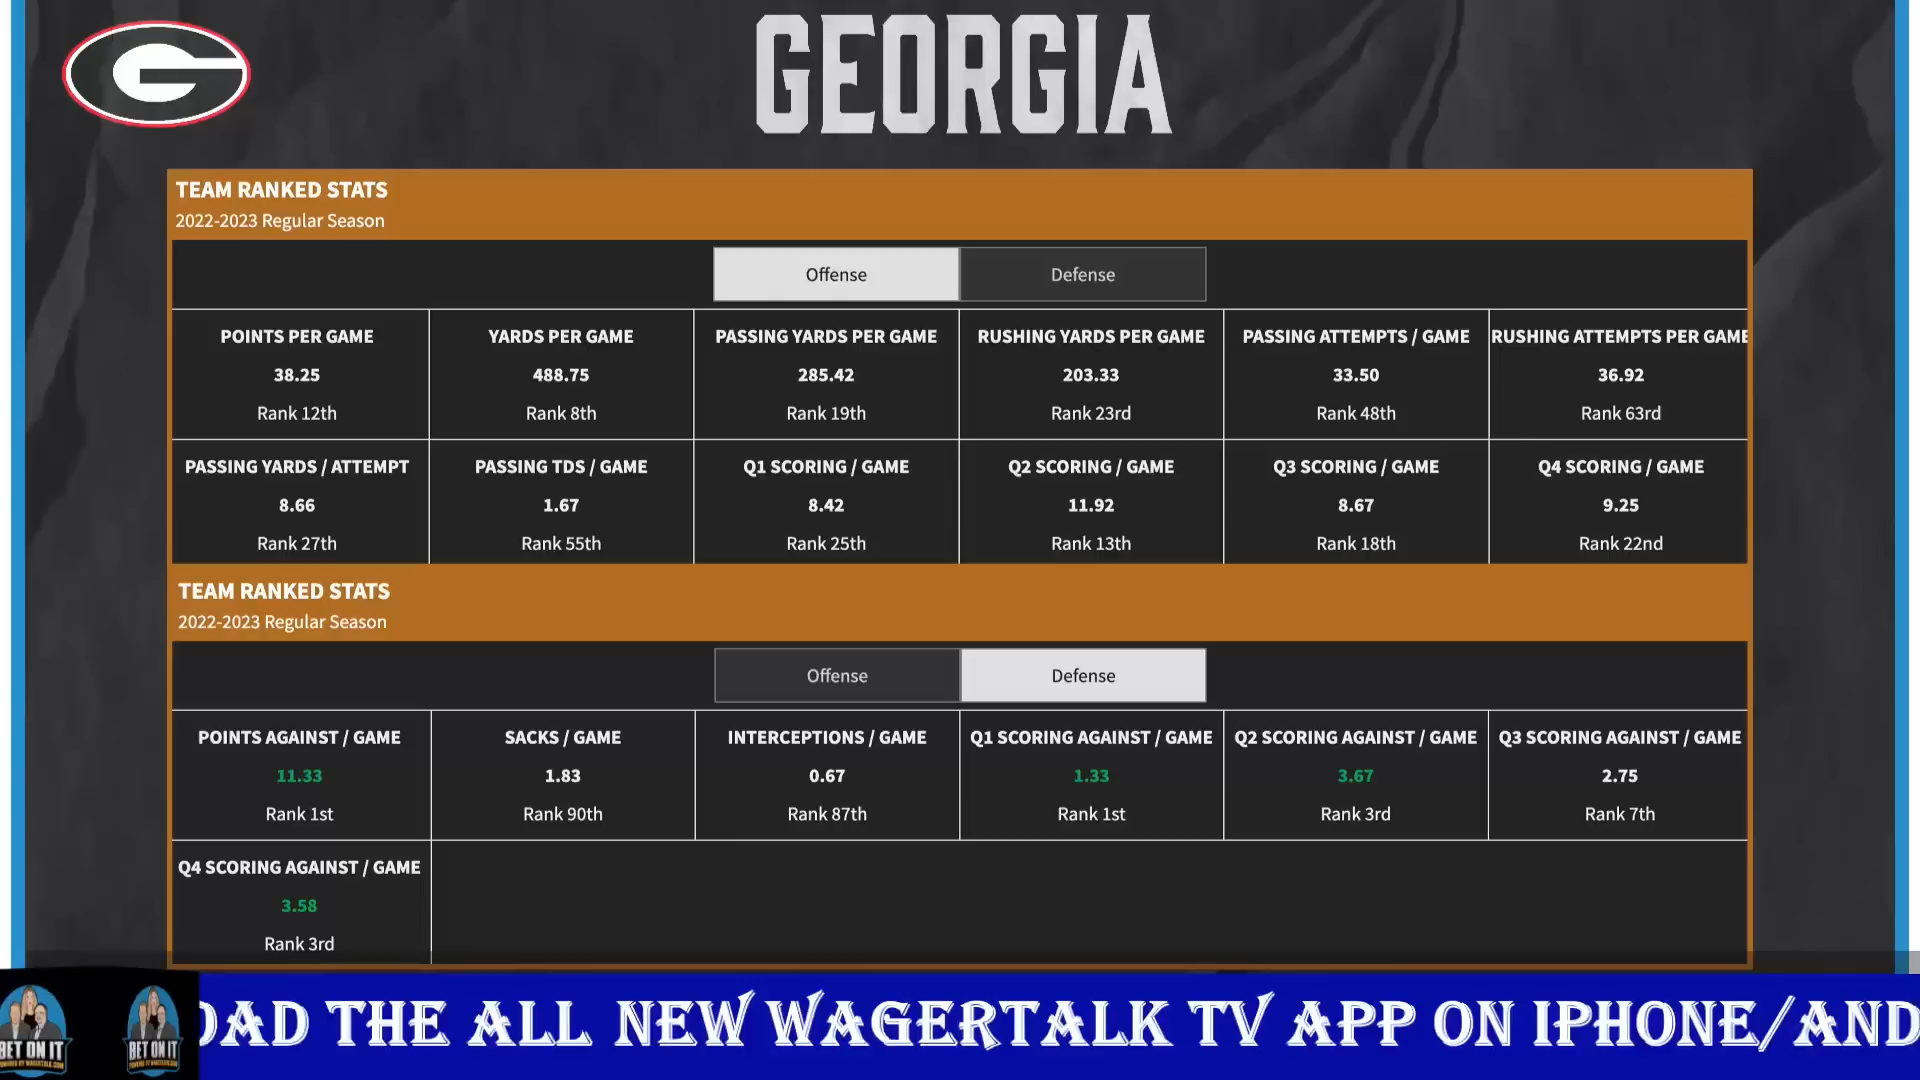 G
GEORGIA
TEAM RANKED STATS
2022-2023 Regular Season
Offense Defense
POINTS PER GAME YARDS PER GAME PASSING YARDS PER GAME RUSHING YARDS PER GAME PASSING ATTEMPTS / GAME RUSHING ATTEMPTS PER GAME
38.25 488.75 285.42 203.33 33.50 36.92
Rank 12th Rank 8th Rank 19th Rank 23rd Rank 48th Rank 63rd
PASSING YARDS / ATTEMPT PASSING TDS / GAME Q1 SCORING / GAME Q2 SCORING / GAME Q3 SCORING / GAME Q4 SCORING / GAME
8.66 1.67 8.42 11.92 8.67 9.25
Rank 27th Rank 55th Rank 25th Rank 13th Rank 18th Rank 22nd
TEAM RANKED STATS
2022-2023 Regular Season
Offense Defense
POINTS AGAINST / GAME SACKS / GAME INTERCEPTIONS / GAME Q1 SCORING AGAINST / GAME Q2 SCORING AGAINST / GAME Q3 SCORING AGAINST / GAME
11.33 1.83 0.67 1.33 3.67 2.75
Rank 1st Rank 90th Rank 87th Rank 1st Rank 3rd Rank 7th
Q4 SCORING AGAINST / GAME
3.58
Rank 3rd
BET ON IT BET ON IT OAD THE ALL NEW WAGERTALK TV APP ON IPHONE/AND